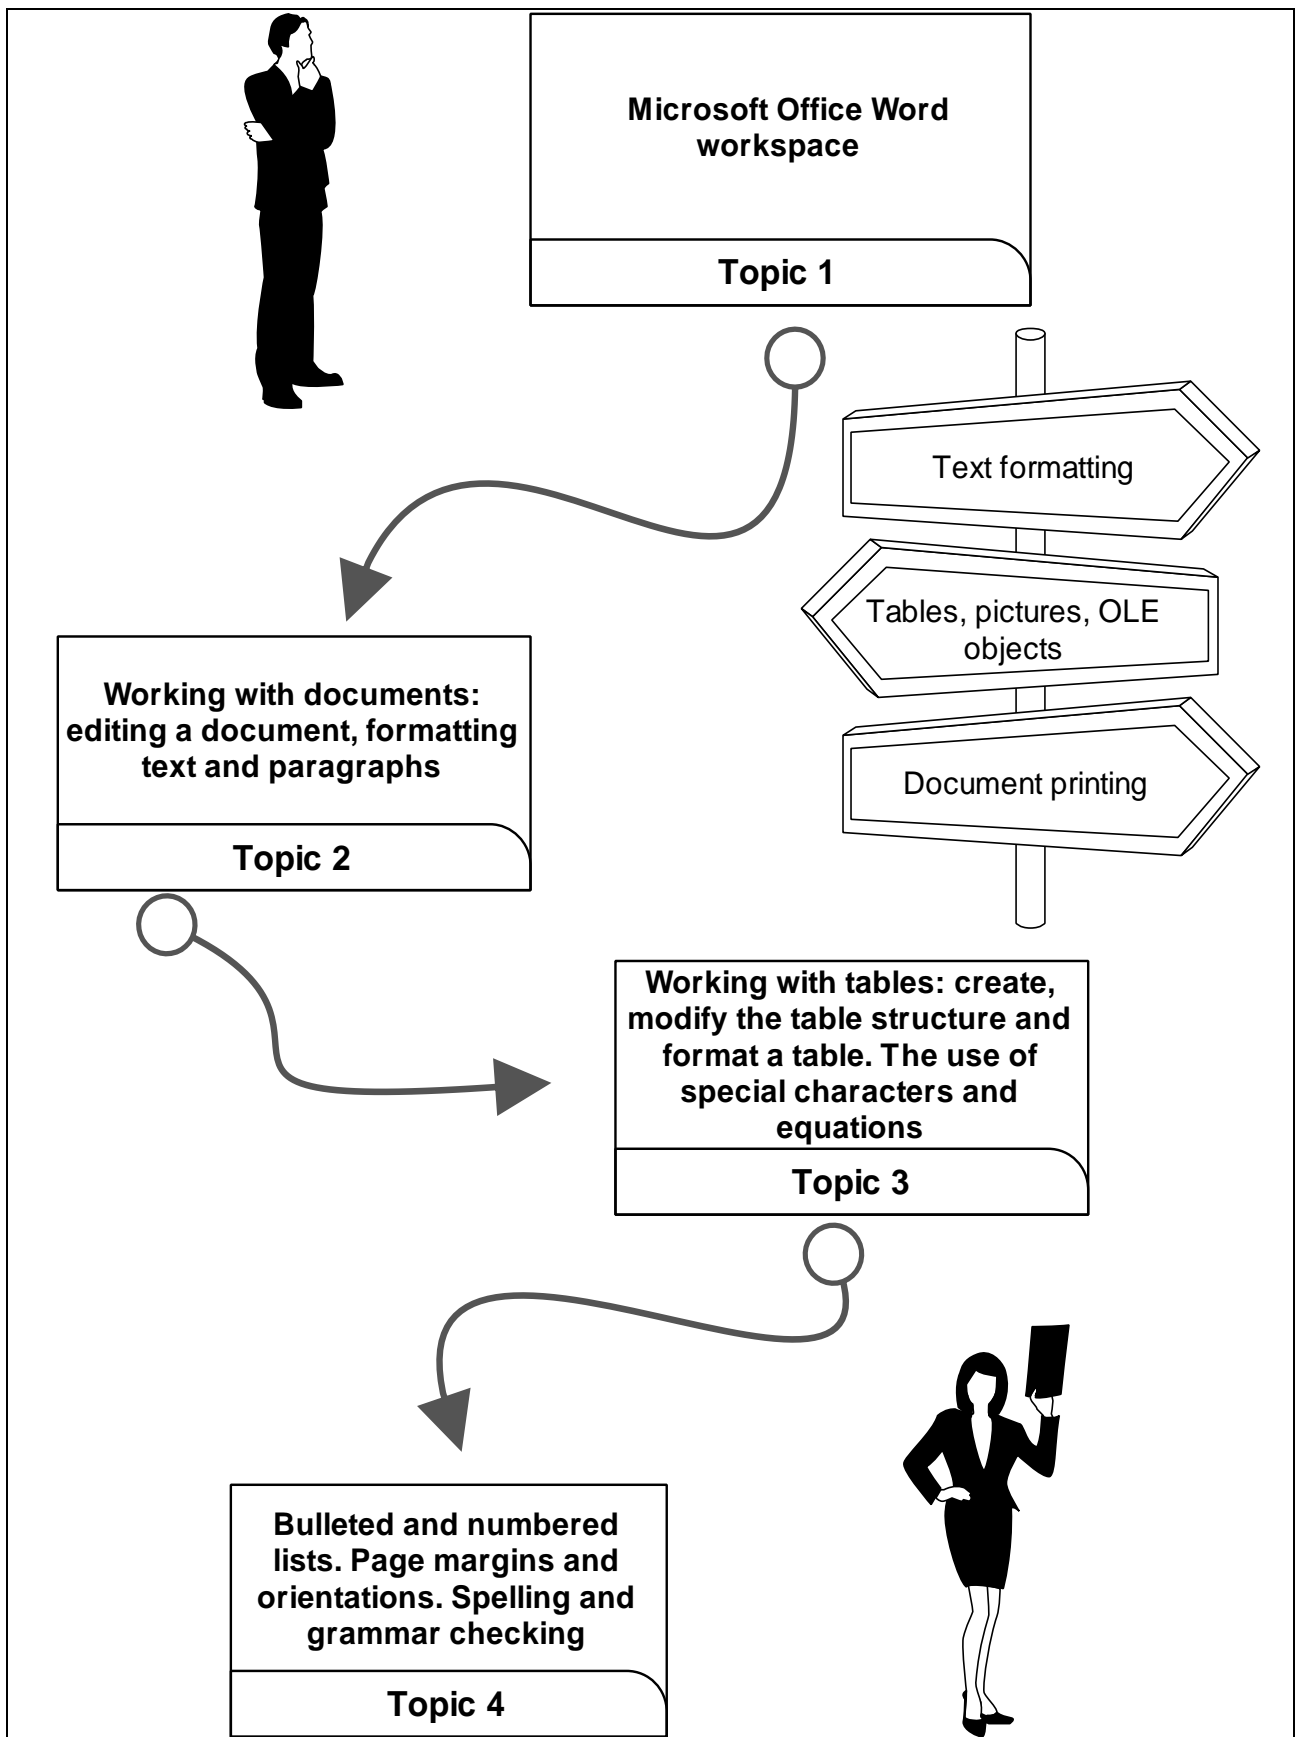 Microsoft Office Word
workspace
Topic 1
Text formatting
Tables, pictures, OLE
objects
Document printing
Working with documents:
editing a document, formatting
text and paragraphs
Topic 2
Working with tables: create,
modify the table structure and
format a table. The use of
special characters and
equations
Topic 3
Bulleted and numbered
lists. Page margins and
orientations. Spelling and
grammar checking
Topic 4